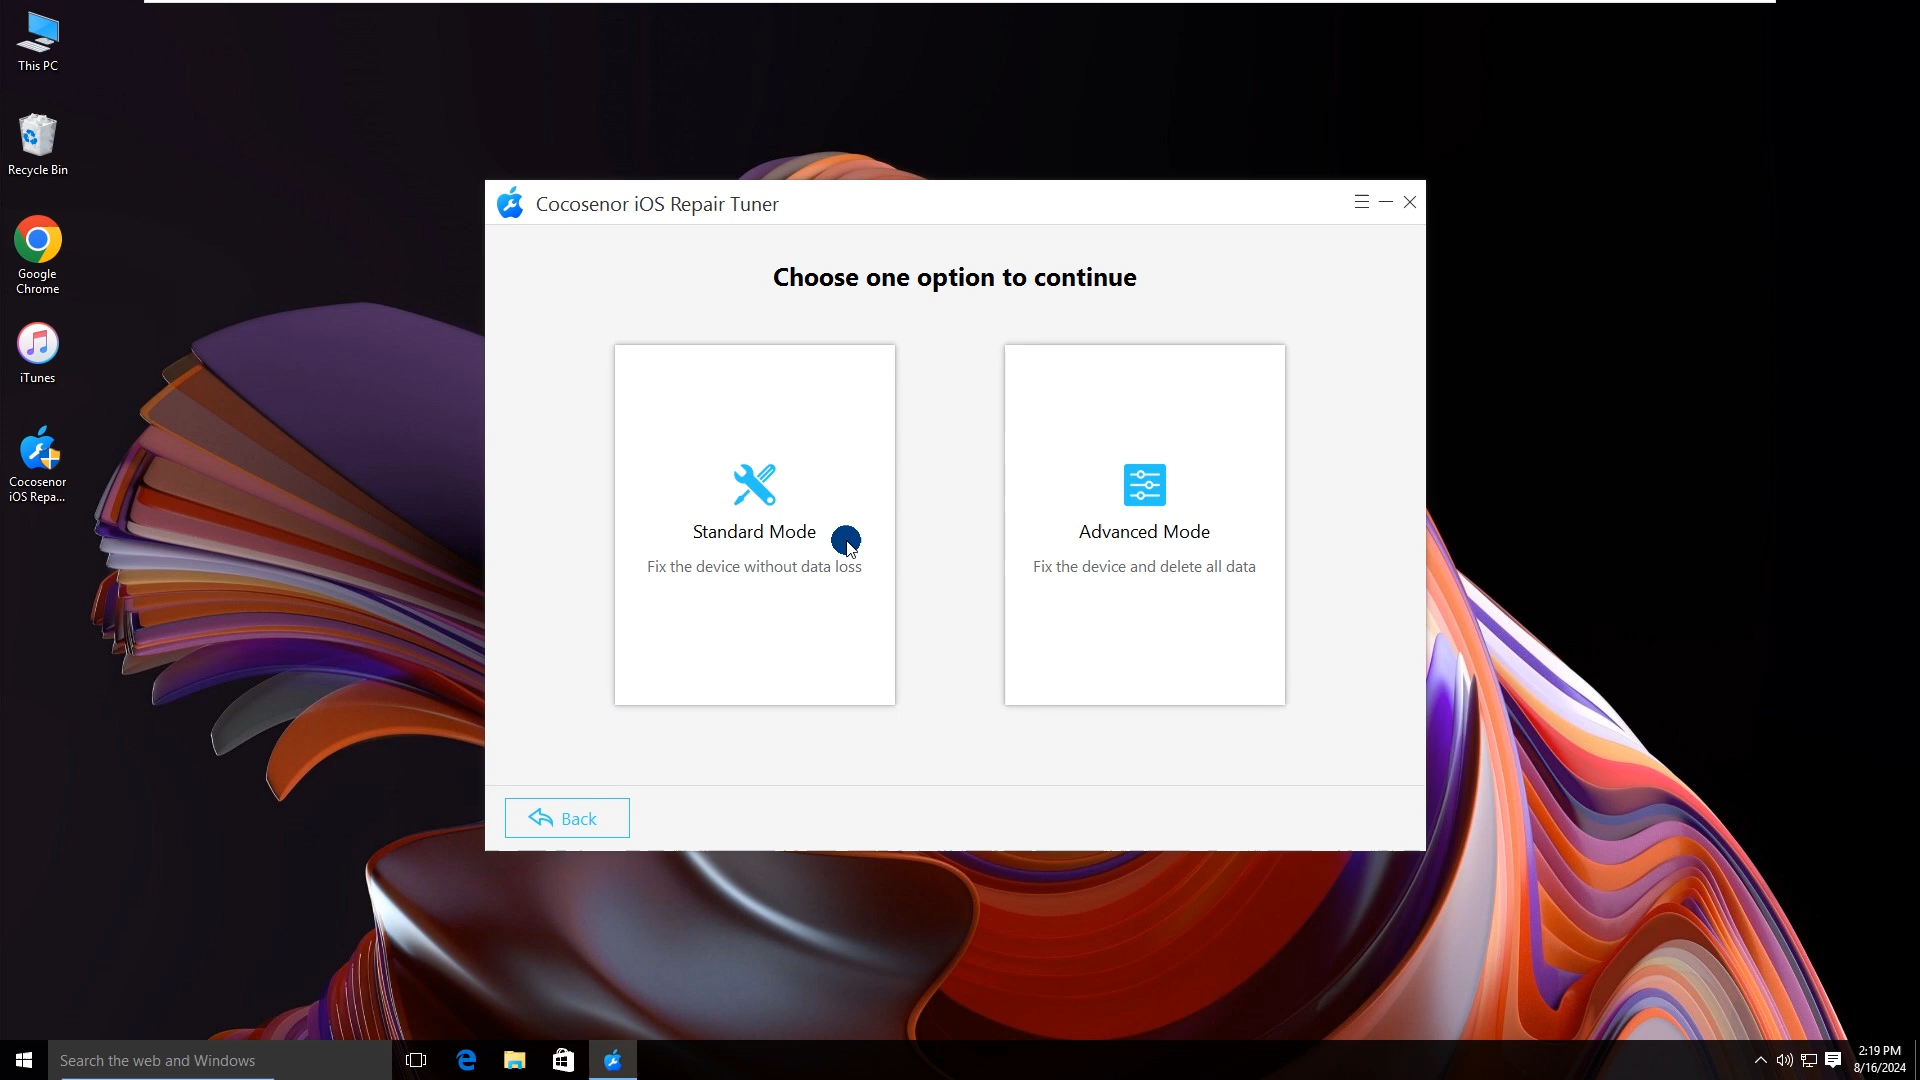 This PC
Recycle Bin
Google
Chrome
iTunes
Cocosenor
iOS Repa...
Cocosenor iOS Repair Tuner
Choose one option to continue
Standard Mode
Fix the device without data loss
Advanced Mode
Fix the device and delete all data
Back
Search the web and Windows
2:19 PM
8/16/2024